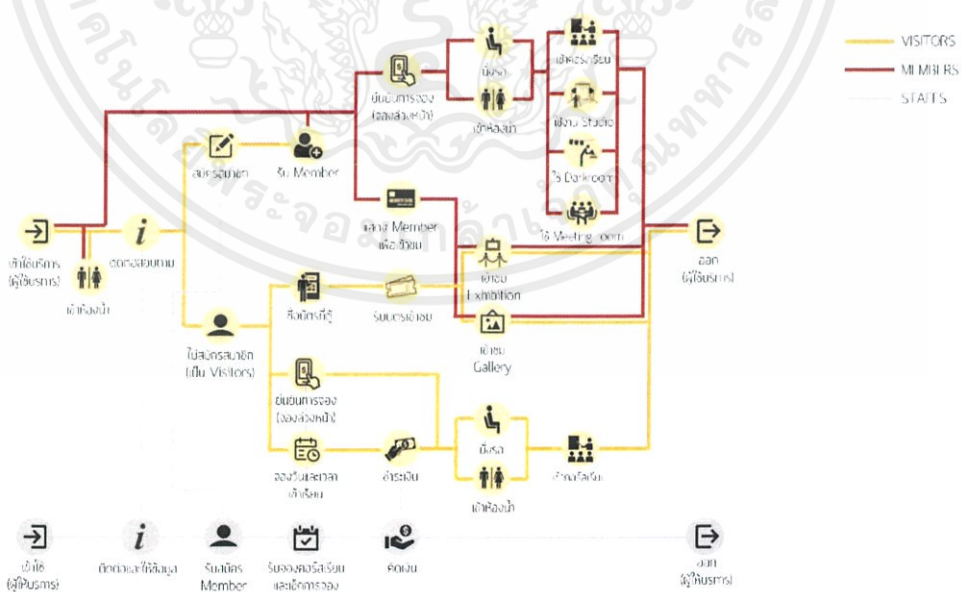 VISITORS
MEMBERS
STAFFS
ยืนยันการจอง
(จองล่วงหน้า)
นั่งรอ
เข้าห้องน้ำ
เข้าคอร์สเรียน
ใช้งาน Studio
ใช้ Darkroom
ใช้ Meeting room
สมัครสมาชิก
รับ Member
แสดง Member
เพื่อเข้าชม
เข้าใช้บริการ
(ผู้ใช้บริการ)
เข้าห้องน้ำ
ติดต่อสอบถาม
ออก
(ผู้ใช้บริการ)
ไม่สมัครสมาชิก
(เป็น Visitors)
ซื้อบัตรที่ตู้
รับบัตรเข้าชม
เข้าชม
Exhibition
เข้าชม
Gallery
ยืนยันการจอง
(จองล่วงหน้า)
จองวันและเวลา
เข้าเรียน
ชำระเงิน
นั่งรอ
เข้าห้องน้ำ
เข้าคอร์สเรียน
เข้าใช้
(ผู้ให้บริการ)
ติดต่อและให้ข้อมูล
รับสมัคร
Member
รับจองคอร์สเรียน
และเช็คการจอง
คิดเงิน
ออก
(ผู้ให้บริการ)